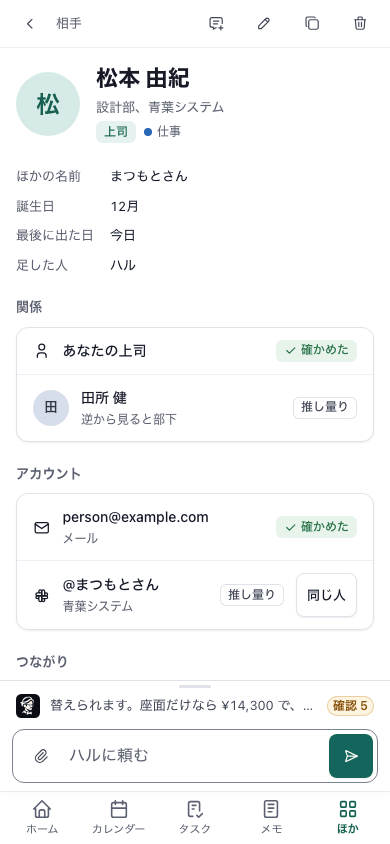 相手
松
松本 由紀
設計部、青葉システム
上司 仕事
ほかの名前 まつもとさん
誕生日 12月
最後に出た日 今日
足した人 ハル
関係
あなたの上司 確かめた
田
田所 健
逆から見ると部下
推し量り
アカウント
person@example.com
メール
確かめた
@まつもとさん
青葉システム
推し量り
同じ人
つながり
替えられます。座面だけなら ¥14,300 で、…
確認 5
ハルに頼む
ホーム カレンダー タスク メモ ほか